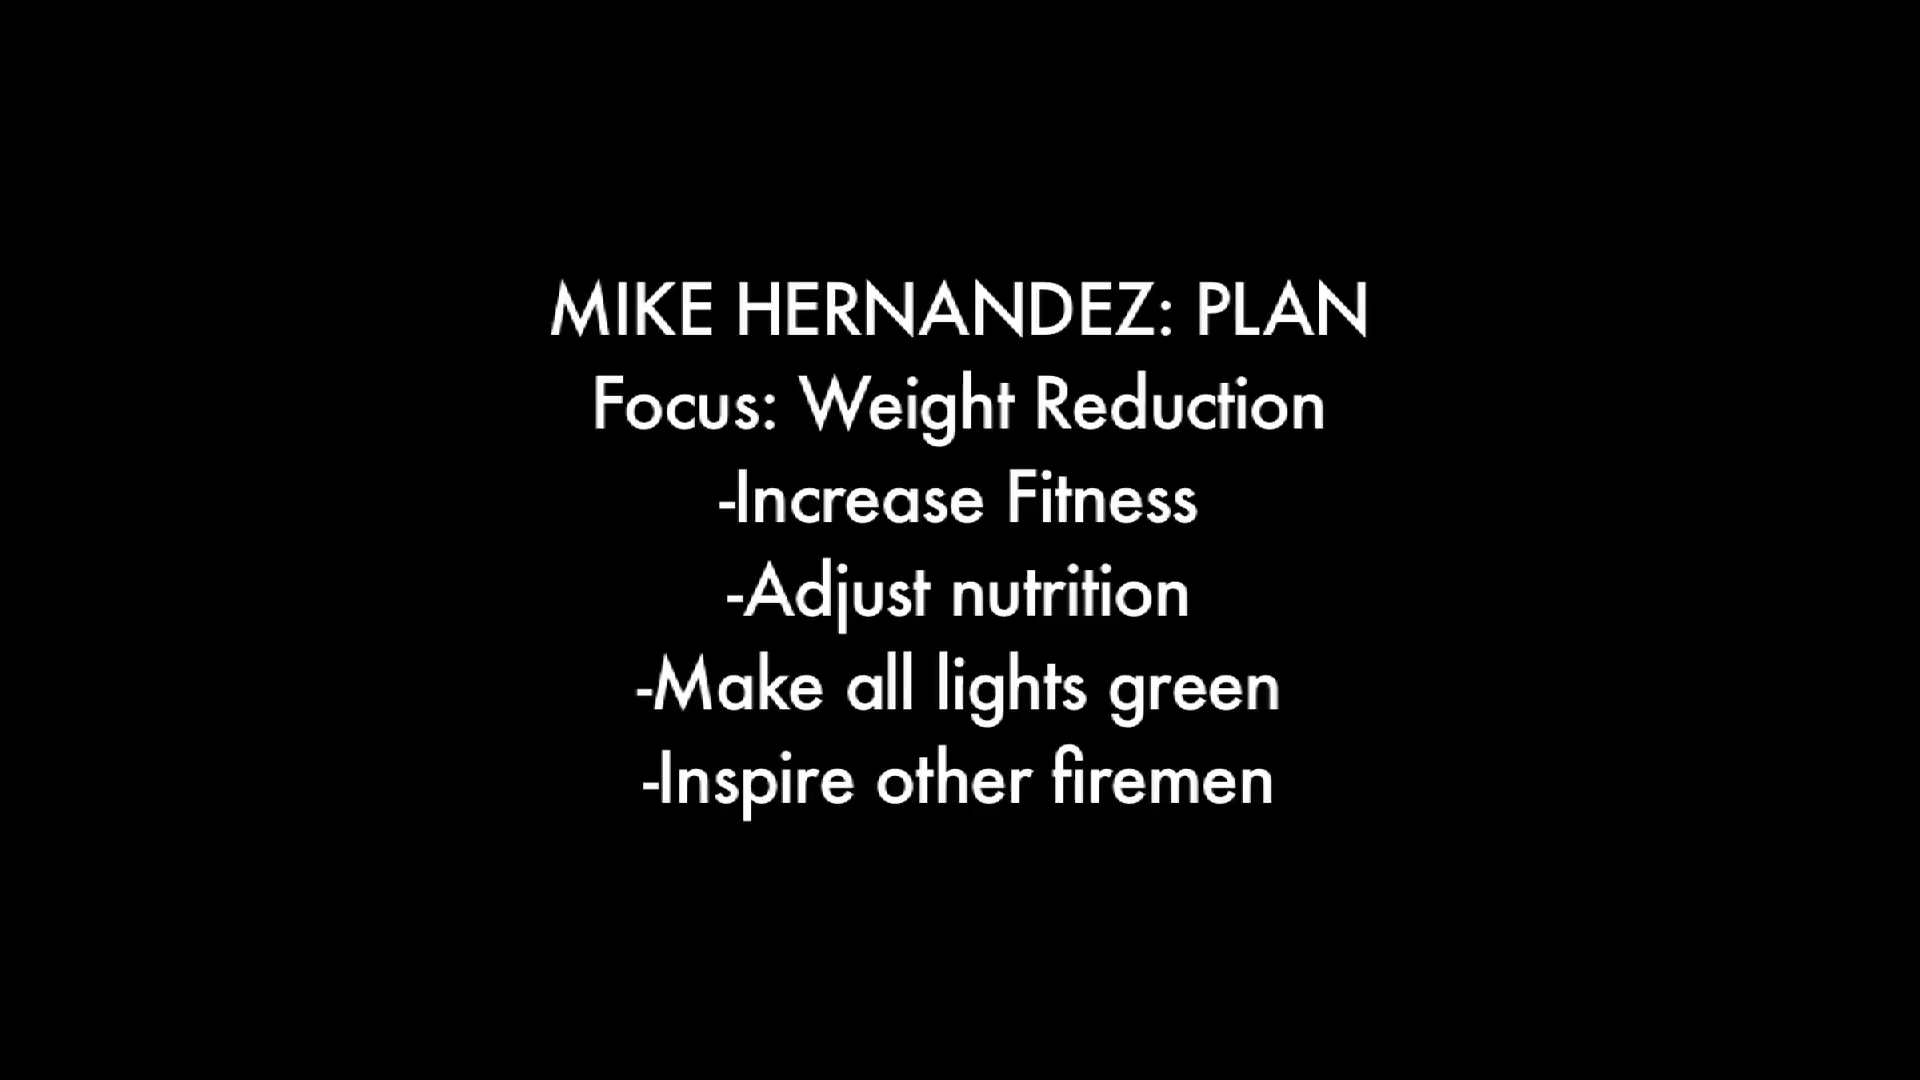 MIKE HERNANDEZ: PLAN
Focus: Weight Reduction
-Increase Fitness
-Adjust nutrition
-Make all lights green
-Inspire other firemen